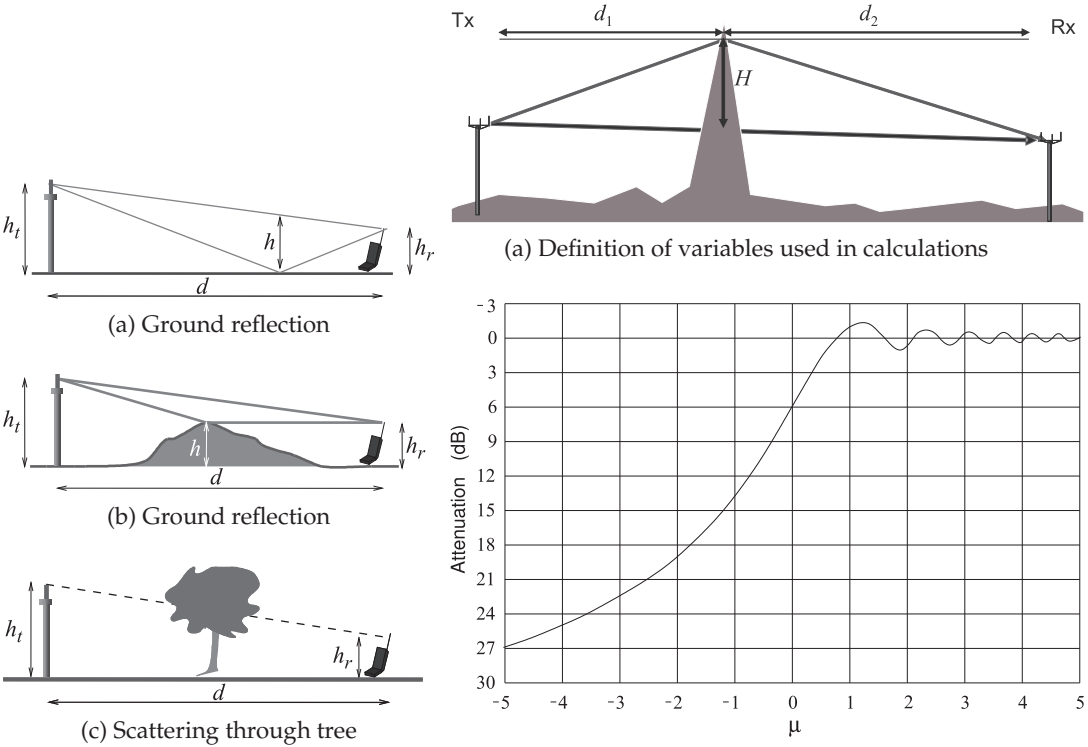 h_t
h
h_r
d
(a) Ground reflection
h_t
h
h_r
d
(b) Ground reflection
h_t
h_r
d
(c) Scattering through tree
Tx
d_1
d_2
Rx
H
(a) Definition of variables used in calculations
-3
0
3
6
9
12
15
18
21
24
27
30
Attenuation (dB)
-5 -4 -3 -2 -1 0 1 2 3 4 5
μ